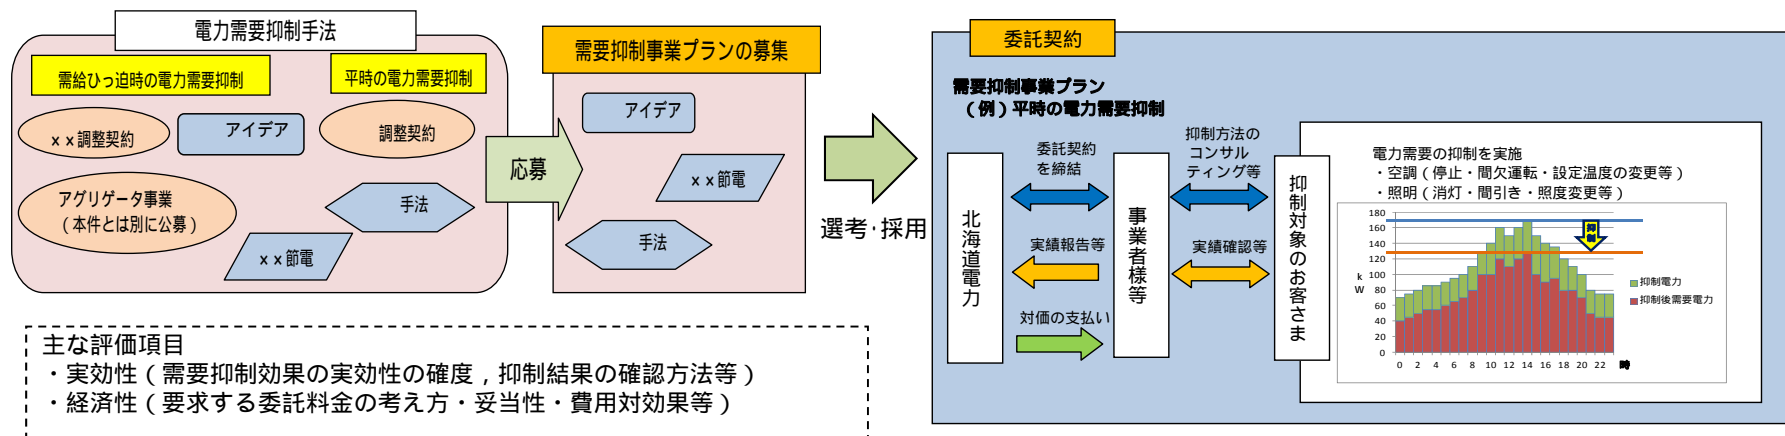 電力需要抑制手法
需給ひっ迫時の電力需要抑制
平時の電力需要抑制
××調整契約
アイデア
調整契約
アグリゲータ事業
(本件とは別に公募)
手法
××節電
応募
需要抑制事業プランの募集
アイデア
××節電
手法
選考・採用
主な評価項目
・実効性(需要抑制効果の実効性の確度,抑制結果の確認方法等)
・経済性(要求する委託料金の考え方・妥当性・費用対効果等)
委託契約
需要抑制事業プラン
(例)平時の電力需要抑制
北海道電力
委託契約
を締結
実績報告等
対価の支払い
事業者様等
抑制方法の
コンサル
ティング等
実績確認等
抑制対象のお客さま
電力需要の抑制を実施
・空調(停止・間欠運転・設定温度の変更等)
・照明(消灯・間引き・照度変更等)
抑制
180
160
140
120
100
80
60
40
20
0
kW
0 2 4 6 8 10 12 14 16 18 20 22 時
抑制電力
抑制後需要電力